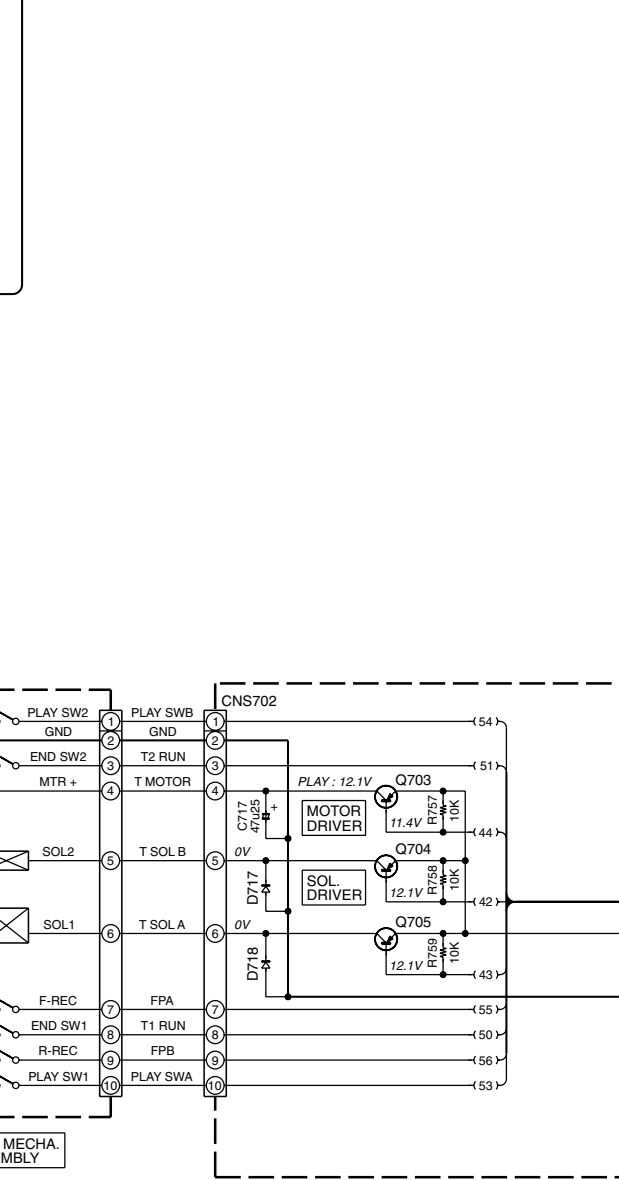 CNS702
PLAY SW2 1 PLAY SWB 1 54
GND 2 GND 2
END SW2 3 T2 RUN 3 51
MTR + 4 T MOTOR 4 PLAY : 12.1V Q703
C717 47u25 +
MOTOR
DRIVER
11.4V R757 10K 44
SOL2 5 T SOL B 5 0V Q704
D717
SOL.
DRIVER
12.1V R758 10K 42
SOL1 6 T SOL A 6 0V Q705
D718 12.1V R759 10K 43
F-REC 7 FPA 7 55
END SW1 8 T1 RUN 8 50
R-REC 9 FPB 9 56
PLAY SW1 10 PLAY SWA 10 53
MECHA.
MBLY